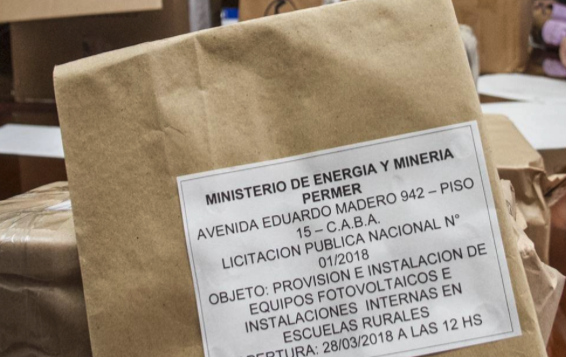 MINISTERIO DE ENERGIA Y MINERIA
PERMER
AVENIDA EDUARDO MADERO 942 – PISO
15 – C.A.B.A.
LICITACION PUBLICA NACIONAL N°
01/2018
OBJETO: PROVISION E INSTALACION DE
EQUIPOS FOTOVOLTAICOS E
INSTALACIONES INTERNAS EN
ESCUELAS RURALES
PERTURA: 28/03/2018 A LAS 12 HS